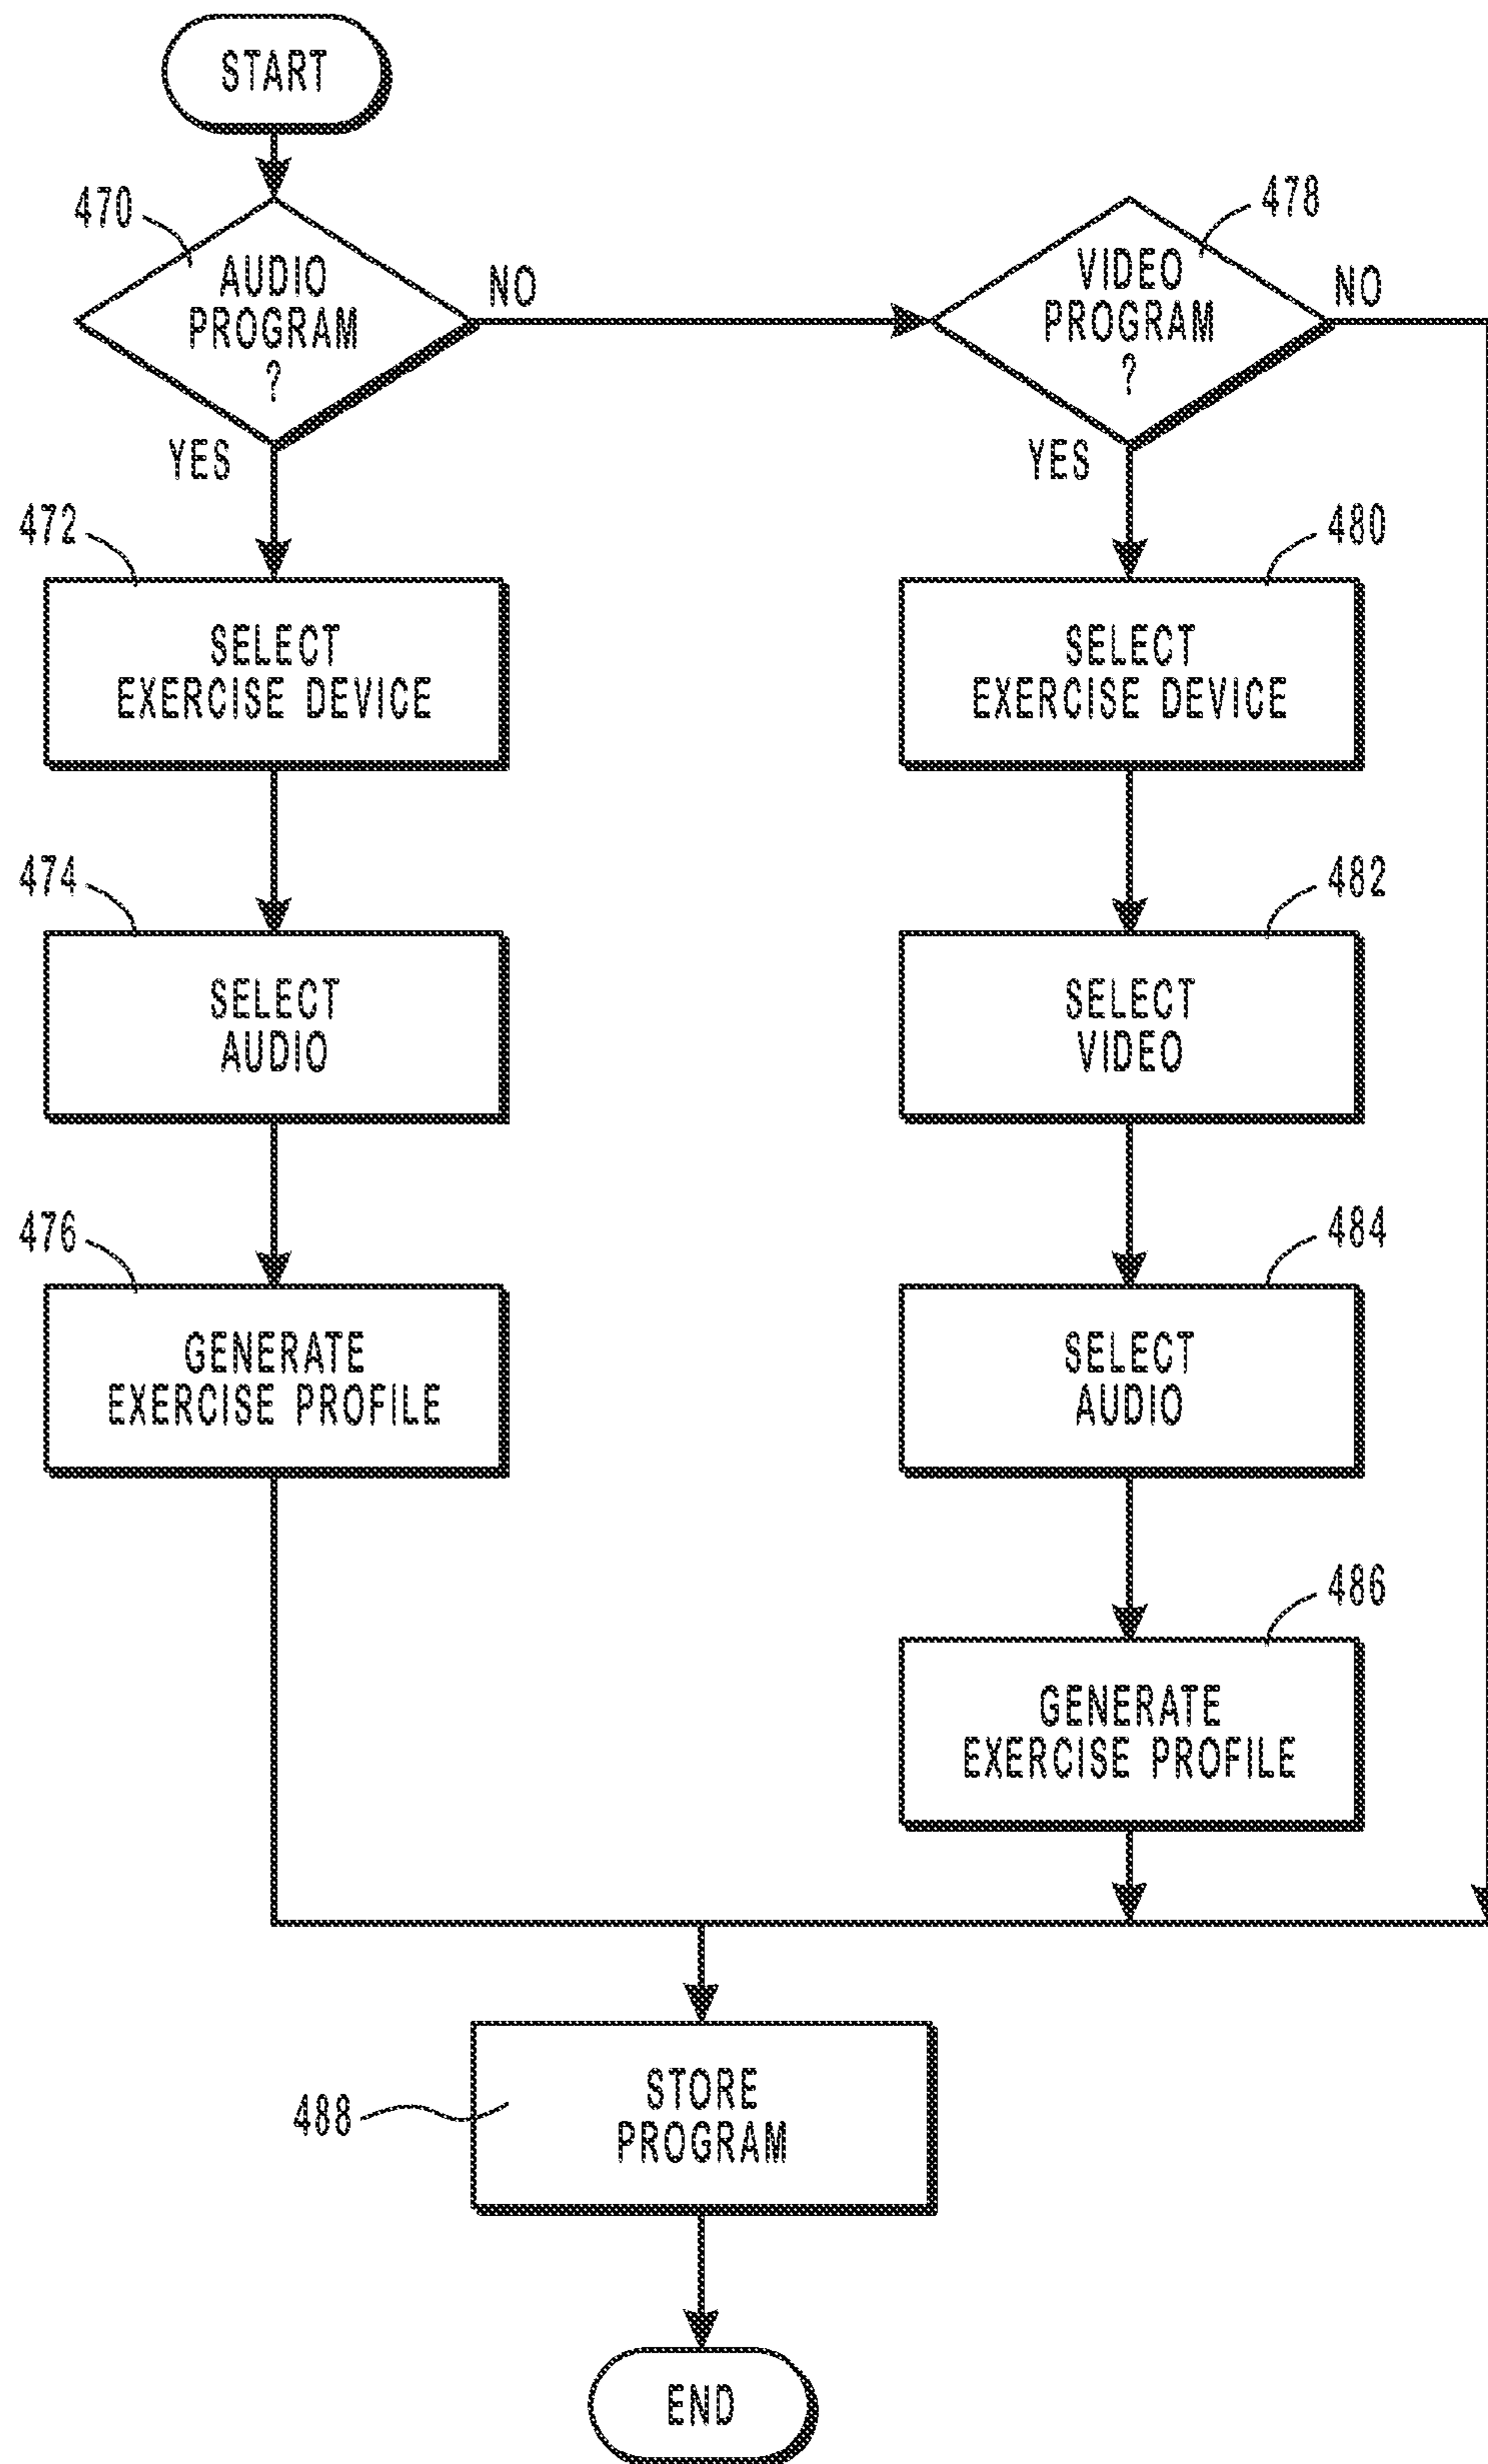 START
470
AUDIO
PROGRAM
?
NO
YES
478
VIDEO
PROGRAM
?
NO
YES
472
SELECT
EXERCISE DEVICE
480
SELECT
EXERCISE DEVICE
474
SELECT
AUDIO
482
SELECT
VIDEO
476
GENERATE
EXERCISE PROFILE
484
SELECT
AUDIO
486
GENERATE
EXERCISE PROFILE
488
STORE
PROGRAM
END